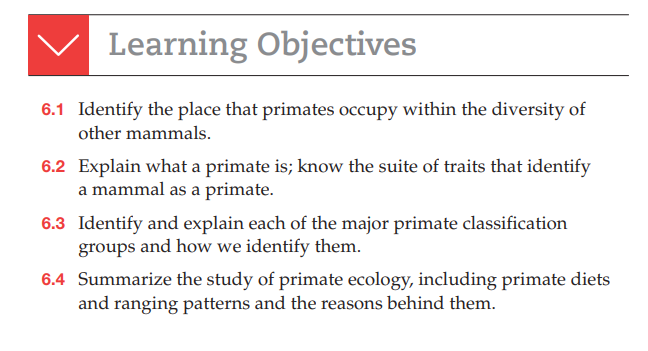 Learning Objectives
6.1 Identify the place that primates occupy within the diversity of
other mammals.
6.2 Explain what a primate is; know the suite of traits that identify
a mammal as a primate.
6.3 Identify and explain each of the major primate classification
groups and how we identify them.
6.4 Summarize the study of primate ecology, including primate diets
and ranging patterns and the reasons behind them.